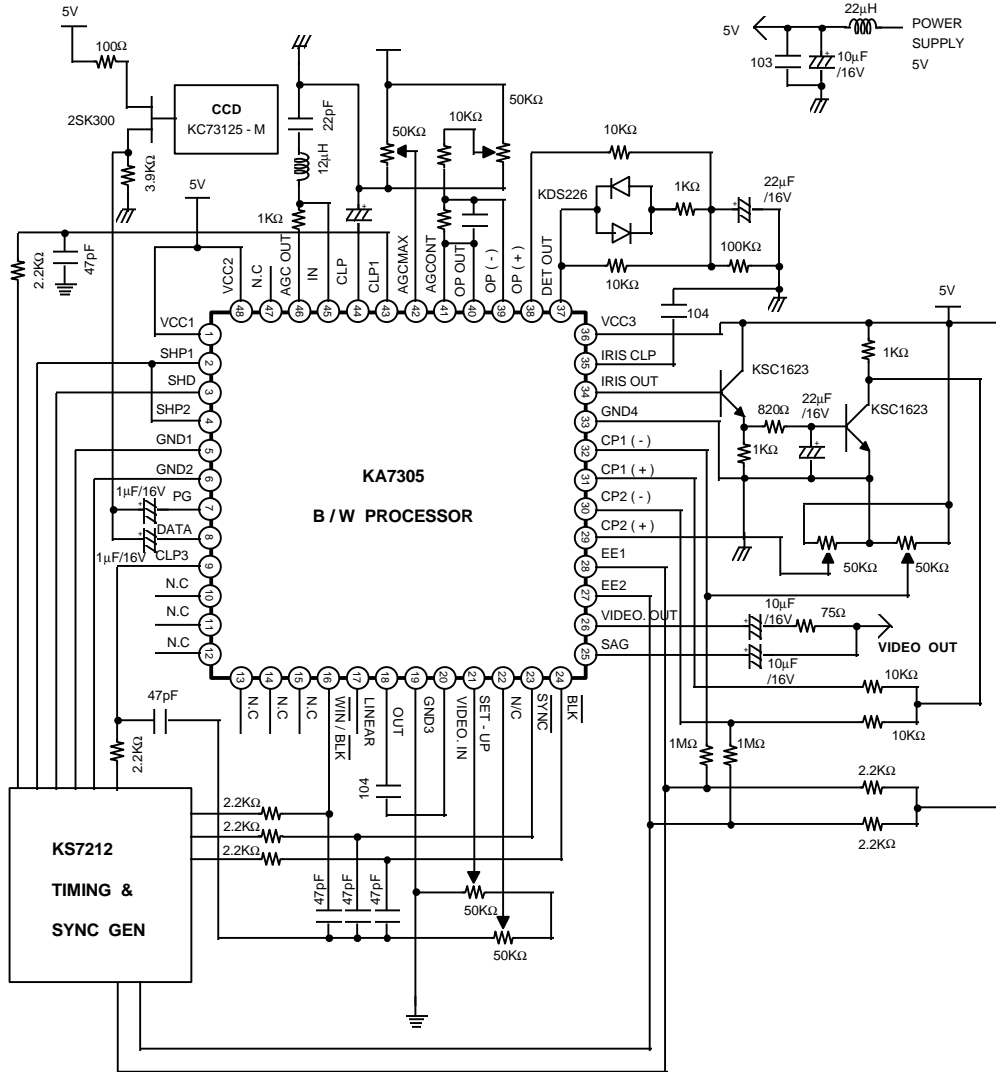 5V
100Ω
2SK300
CCD
KC73125 - M
3.9KΩ
22pF
12µH
1KΩ
50KΩ
10KΩ
50KΩ
22µH
5V
POWER
SUPPLY
5V
103
10µF
/16V
10KΩ
KDS226
1KΩ
22µF
/16V
100KΩ
10KΩ
104
5V
2.2KΩ
47pF
5V
VCC2
N.C
AGC OUT
IN
CLP
CLP1
AGCMAX
AGCONT
OP OUT
OP ( - )
OP ( + )
DET OUT
48
47
46
45
44
43
42
41
40
39
38
37
VCC1
1
SHP1
2
SHD
3
SHP2
4
GND1
5
GND2
6
1µF/16V
PG
7
DATA
8
1µF/16V
CLP3
9
N.C
10
N.C
11
N.C
12
KA7305
B / W PROCESSOR
36
VCC3
35
IRIS CLP
34
IRIS OUT
33
GND4
32
CP1 ( - )
31
CP1 ( + )
30
CP2 ( - )
29
CP2 ( + )
28
EE1
27
EE2
26
VIDEO. OUT
25
SAG
5V
KSC1623
1KΩ
820Ω
22µF
/16V
KSC1623
1KΩ
50KΩ
50KΩ
10µF
/16V
75Ω
VIDEO OUT
10µF
/16V
10KΩ
10KΩ
1MΩ
1MΩ
2.2KΩ
2.2KΩ
13
14
15
16
17
18
19
20
21
22
23
24
N.C
N.C
N.C
WIN / BLK
LINEAR
OUT
GND3
VIDEO. IN
SET - UP
N/C
SYNC
BLK
47pF
2.2KΩ
104
2.2KΩ
2.2KΩ
2.2KΩ
47pF
47pF
47pF
50KΩ
50KΩ
KS7212
TIMING &
SYNC GEN